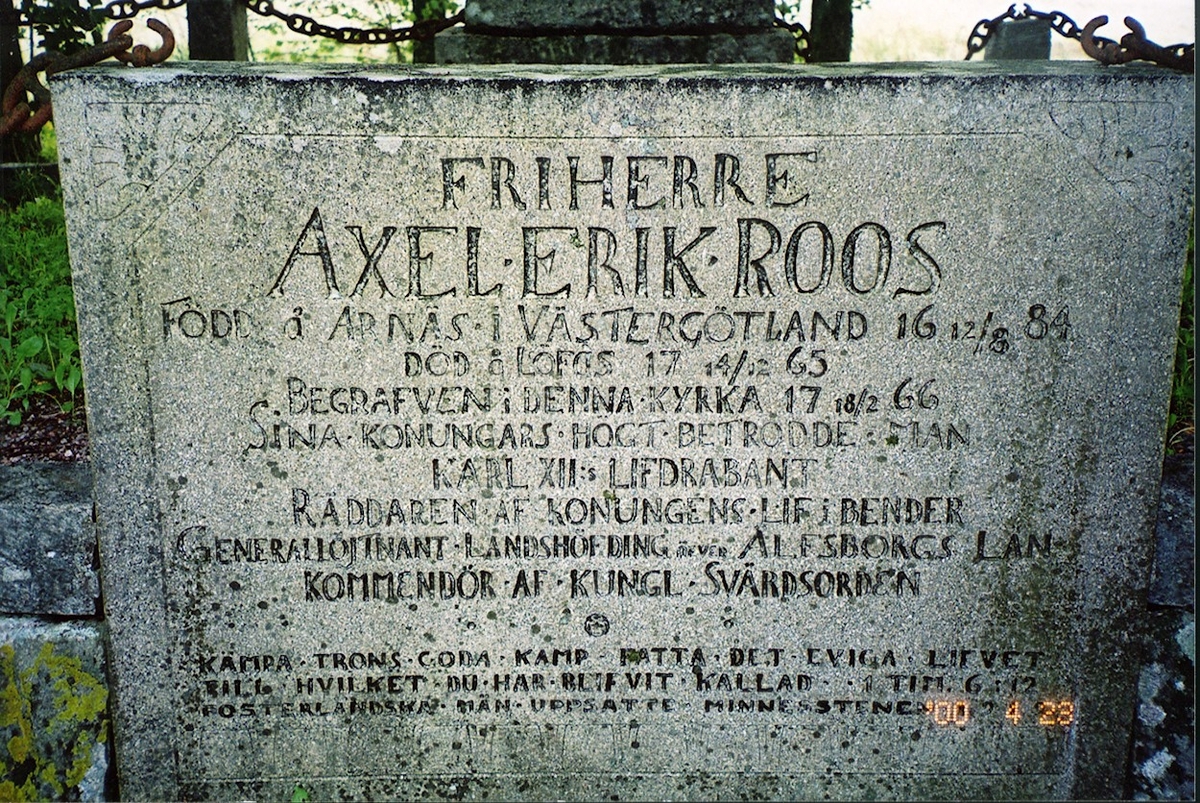 FRIHERRE
AXEL·ERIK·ROOS
FÖDD å ARNÄS·i VÄSTERGÖTLAND 16 12/8 84
DÖD å LOFÅS 17 14/12 65
BEGRAFVEN i DENNA·KYRKA 17 18/2 66
SINA·KONUNGARS·HÖGT·BETRODDE·MAN
KARL XII:s LIFDRABANT
RÄDDAREN·AF·KONUNGENS·LIF i BENDER
GENERALLÖJTNANT·LANDSHÖFDING ÖFVER ÄLFSBORGS LÄN
KOMMENDÖR·AF·KUNGL·SVÄRDSORDEN
KÄMPA·TRONS·GODA·KAMP·FATTA·DET·EVIGA·LIFVET
TILL HVILKET·DU·HAR·BLIFVIT·KALLAD··1 TIM. 6:12
FOSTERLÄNDSKA·MÄN·UPPSATTE·MINNESSTENEN
'00 4 23